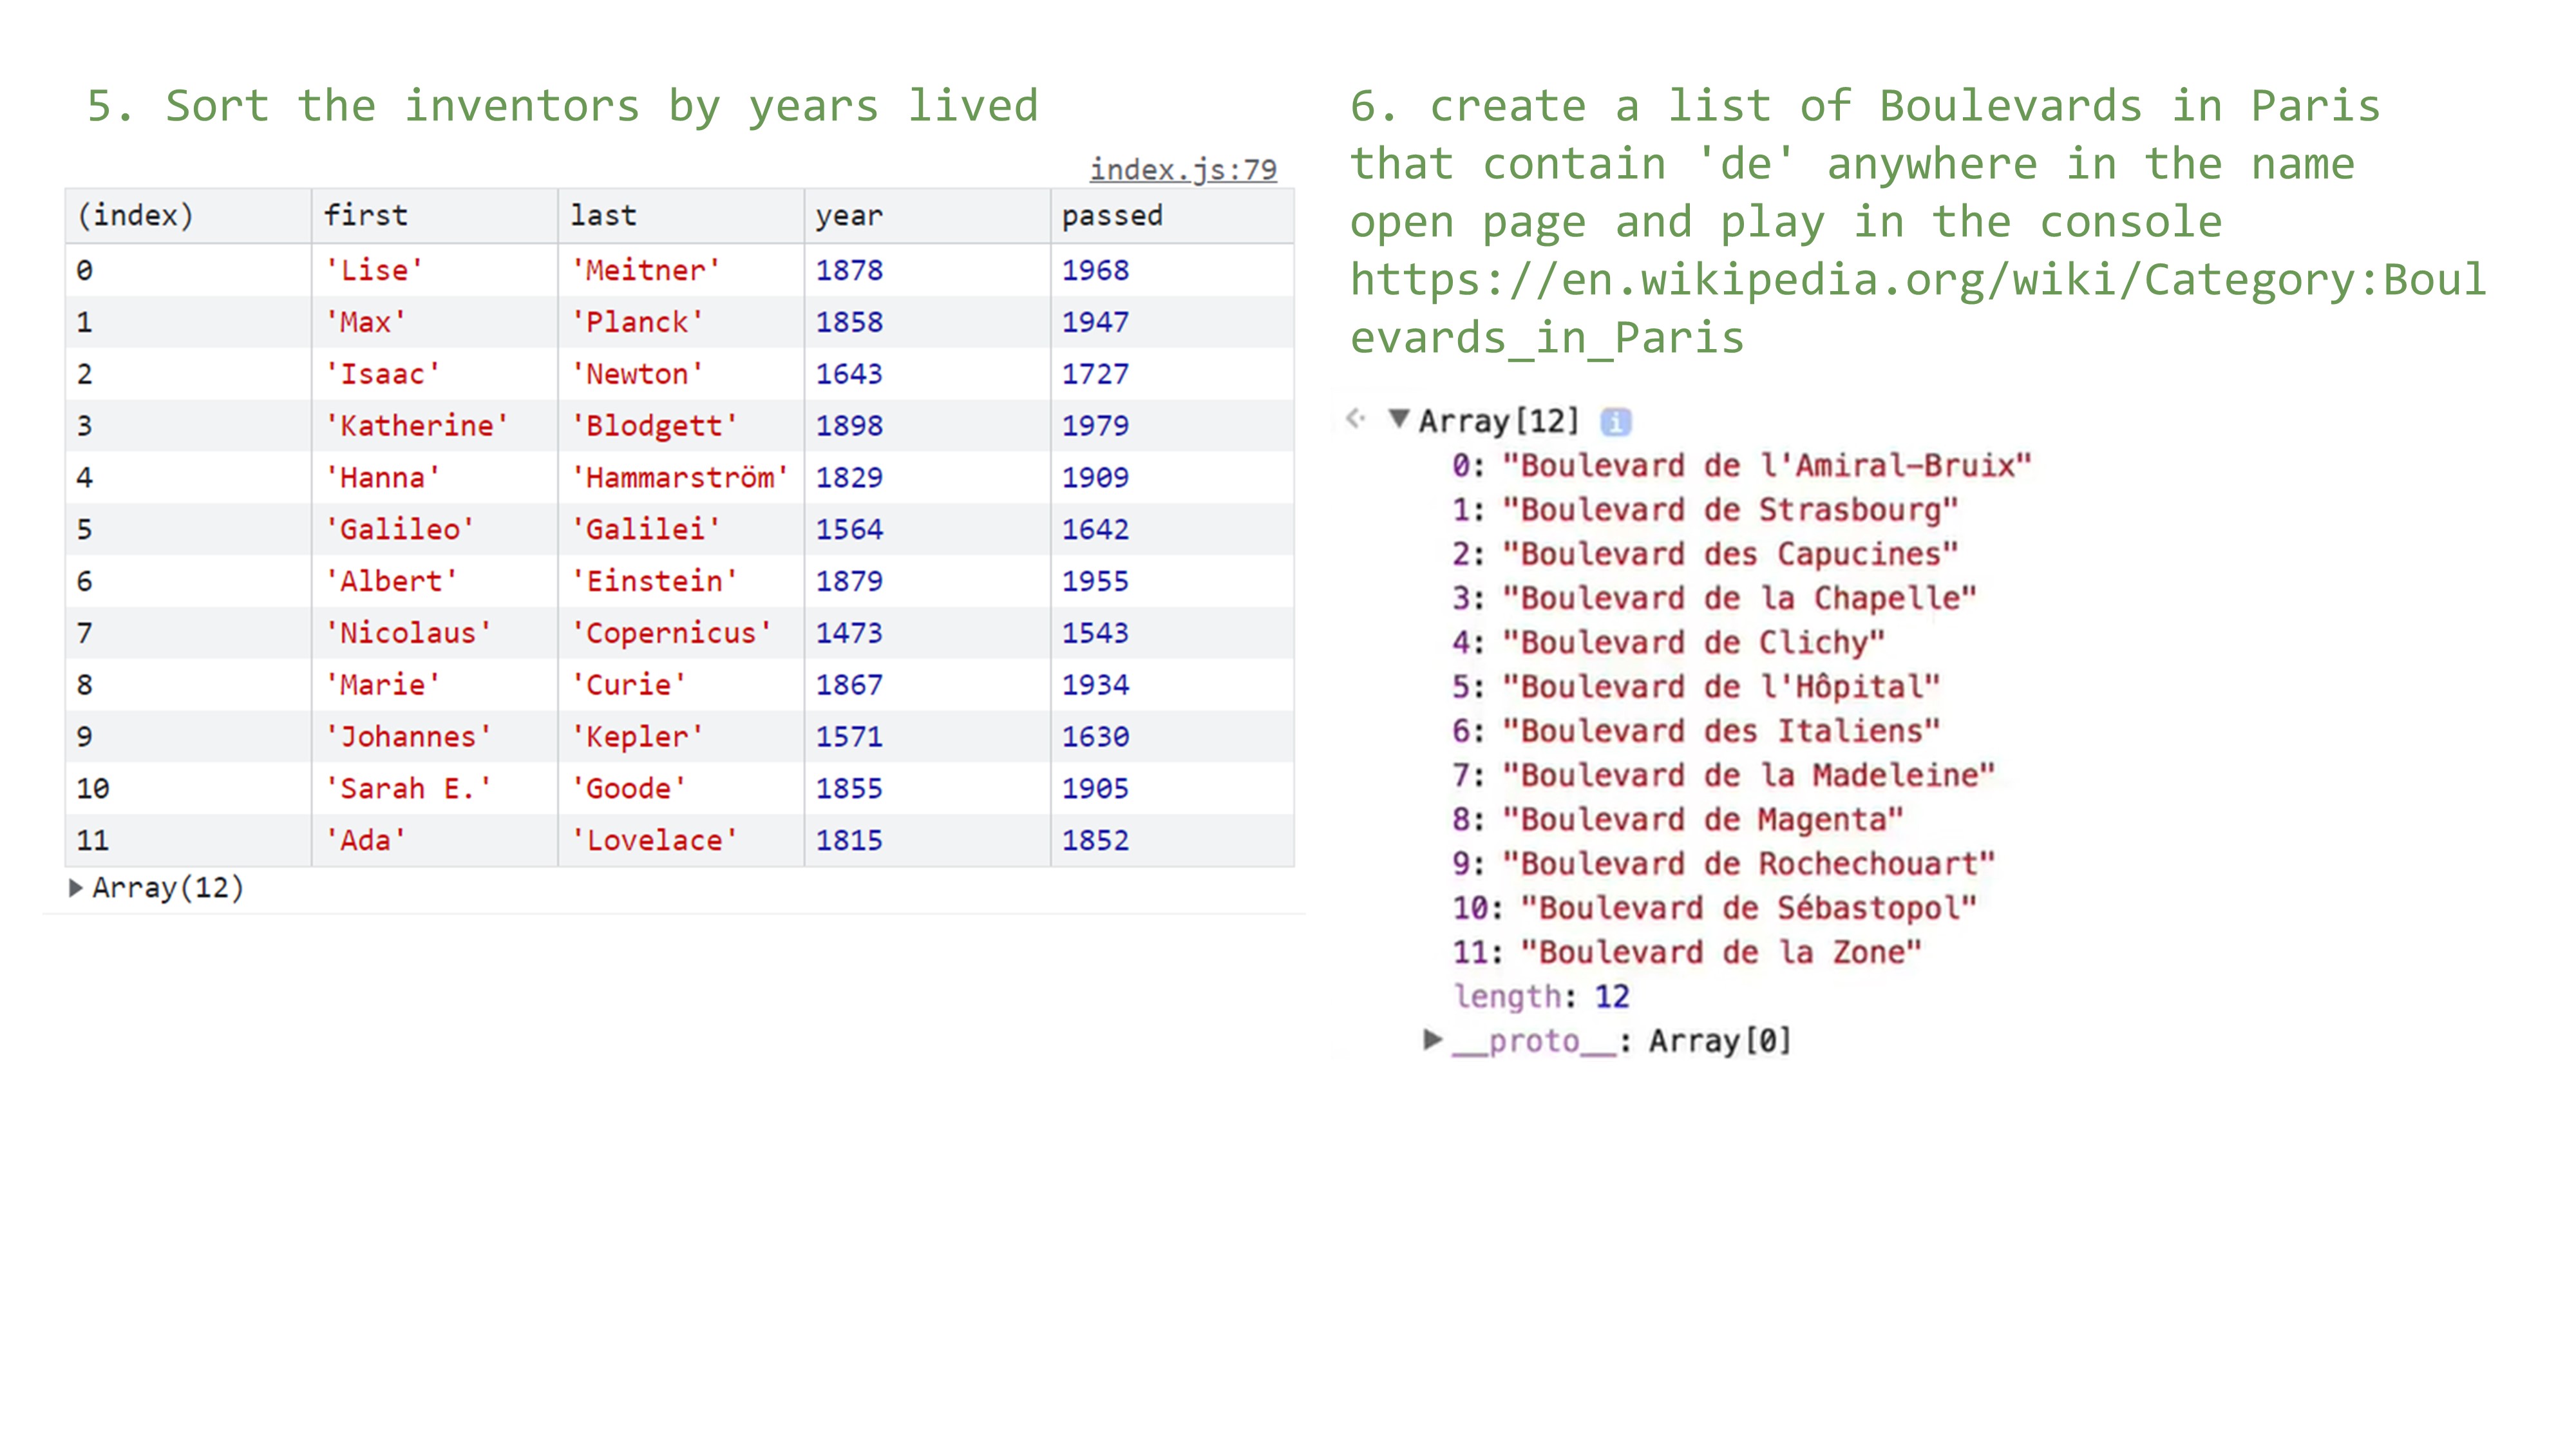 5. Sort the inventors by years lived
index.js:79
(index) first last year passed
0 'Lise' 'Meitner' 1878 1968
1 'Max' 'Planck' 1858 1947
2 'Isaac' 'Newton' 1643 1727
3 'Katherine' 'Blodgett' 1898 1979
4 'Hanna' 'Hammarström' 1829 1909
5 'Galileo' 'Galilei' 1564 1642
6 'Albert' 'Einstein' 1879 1955
7 'Nicolaus' 'Copernicus' 1473 1543
8 'Marie' 'Curie' 1867 1934
9 'Johannes' 'Kepler' 1571 1630
10 'Sarah E.' 'Goode' 1855 1905
11 'Ada' 'Lovelace' 1815 1852
Array(12)
6. create a list of Boulevards in Paris
that contain 'de' anywhere in the name
open page and play in the console
https://en.wikipedia.org/wiki/Category:Boul
evards_in_Paris
Array[12] i
0: "Boulevard de l'Amiral–Bruix"
1: "Boulevard de Strasbourg"
2: "Boulevard des Capucines"
3: "Boulevard de la Chapelle"
4: "Boulevard de Clichy"
5: "Boulevard de l'Hôpital"
6: "Boulevard des Italiens"
7: "Boulevard de la Madeleine"
8: "Boulevard de Magenta"
9: "Boulevard de Rochechouart"
10: "Boulevard de Sébastopol"
11: "Boulevard de la Zone"
length: 12
__proto__: Array[0]